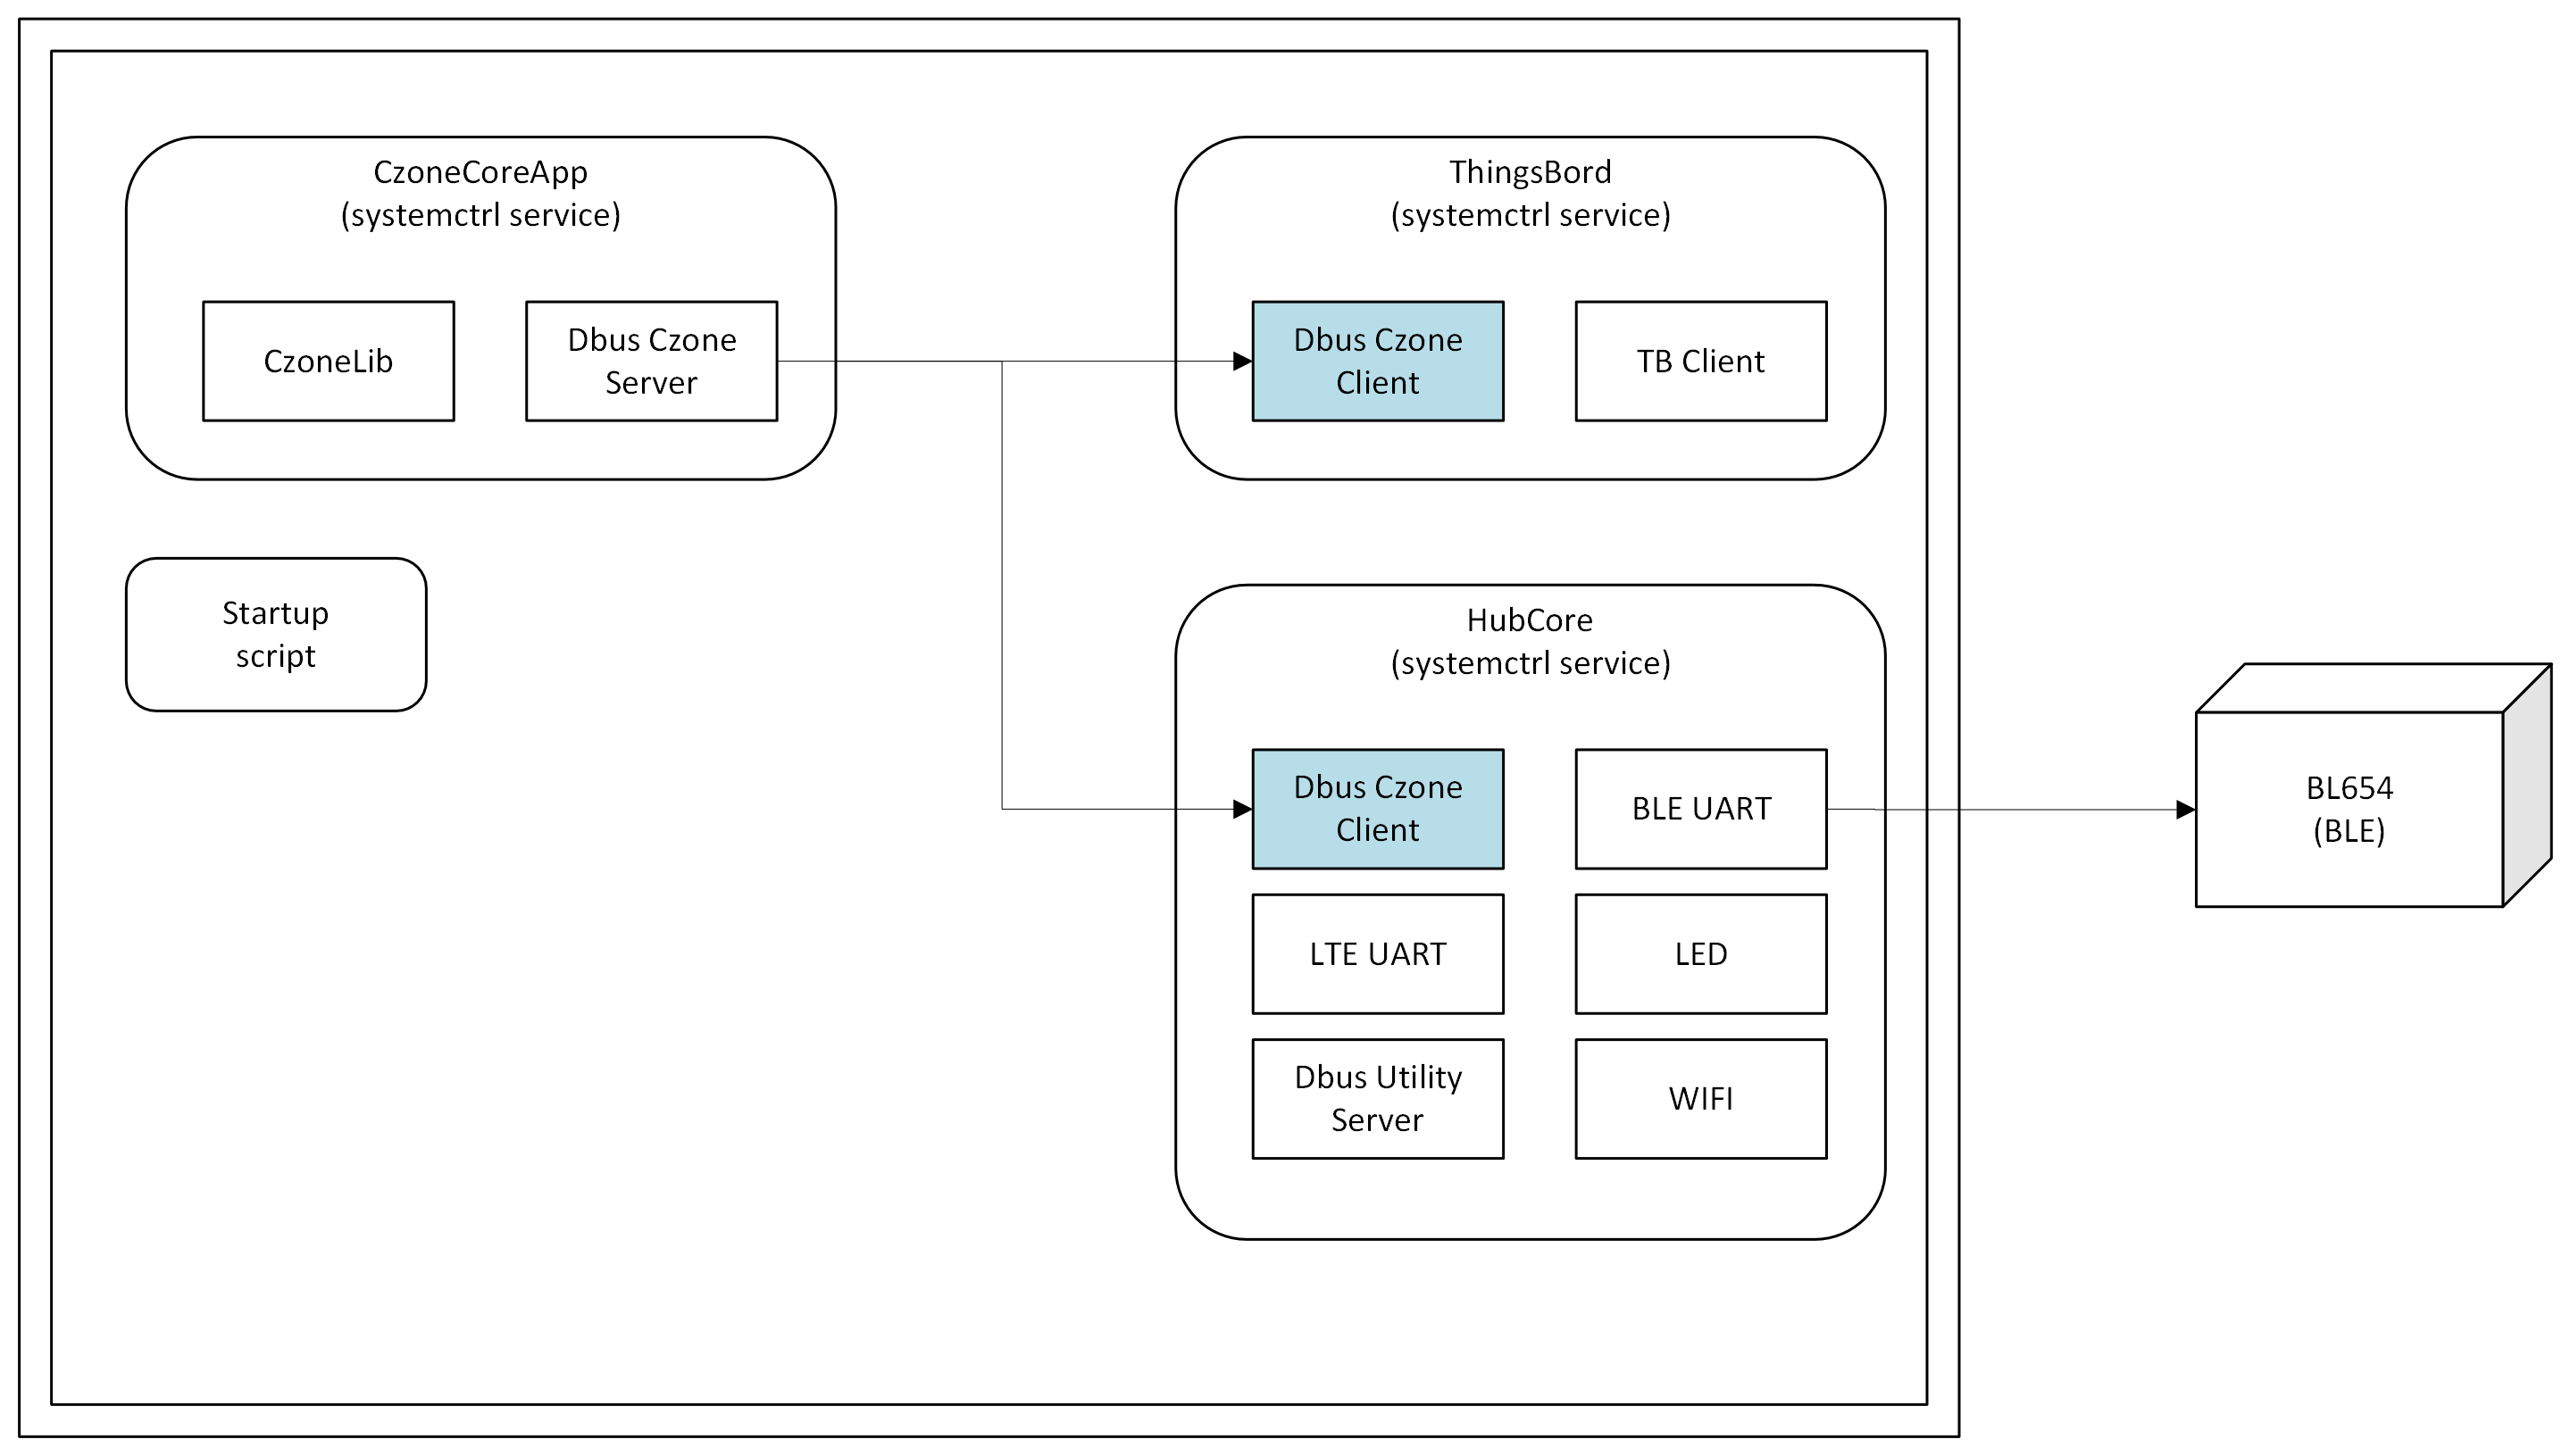 CzoneCoreApp
(systemctrl service)
CzoneLib
Dbus Czone
Server
ThingsBord
(systemctrl service)
Dbus Czone
Client
TB Client
Startup
script
HubCore
(systemctrl service)
Dbus Czone
Client
BLE UART
LTE UART
LED
Dbus Utility
Server
WIFI
BL654
(BLE)